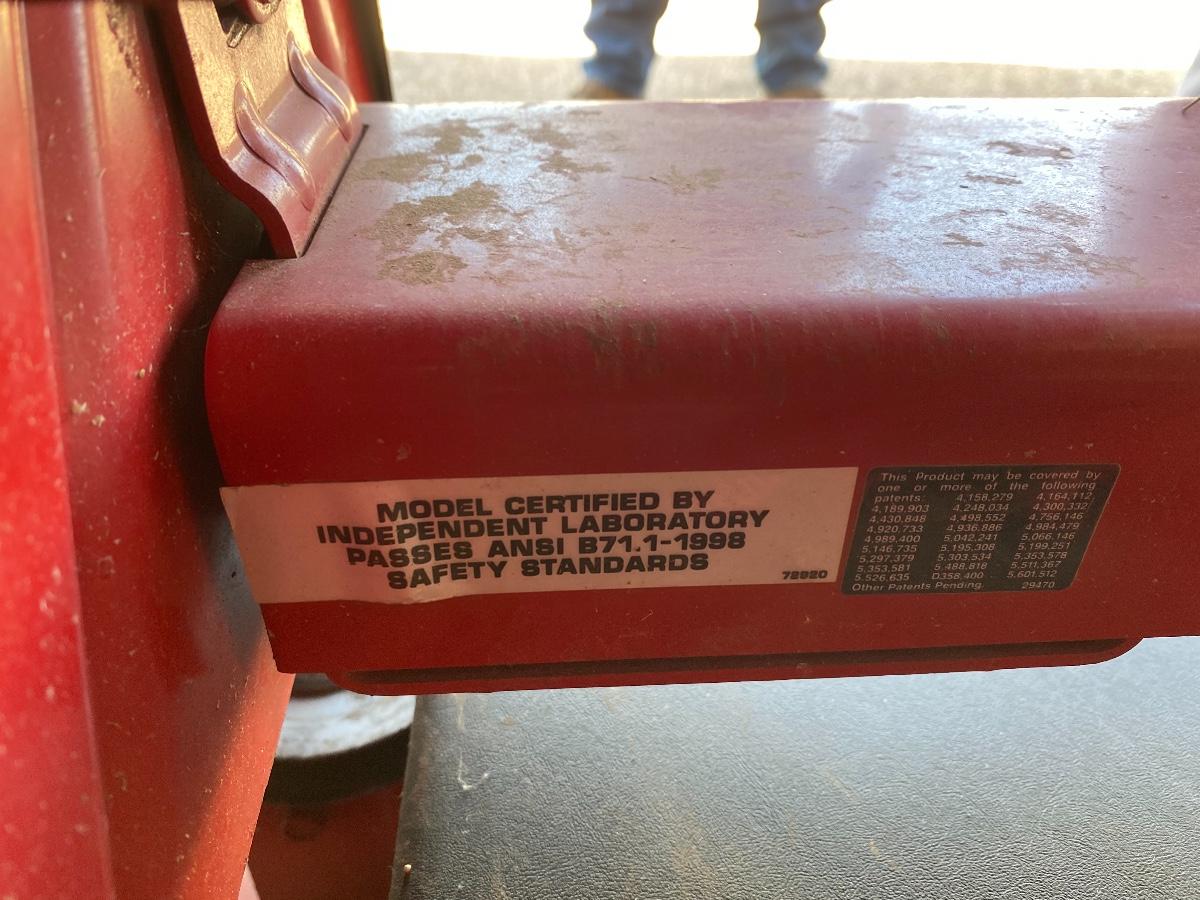 MODEL CERTIFIED BY
INDEPENDENT LABORATORY
PASSES ANSI B71.1-1998
SAFETY STANDARDS
72920
This Product may be covered by
one or more of the following
patents: 4,158,279 4,164,112
4,189,903 4,248,034 4,300,332
4,430,848 4,498,552 4,756,146
4,920,733 4,936,886 4,984,479
4,989,400 5,042,241 5,066,146
5,146,735 5,195,308 5,199,251
5,297,379 5,303,534 5,353,578
5,353,581 5,488,818 5,511,367
5,526,635 D358,400 5,601,512
Other Patents Pending. 29470